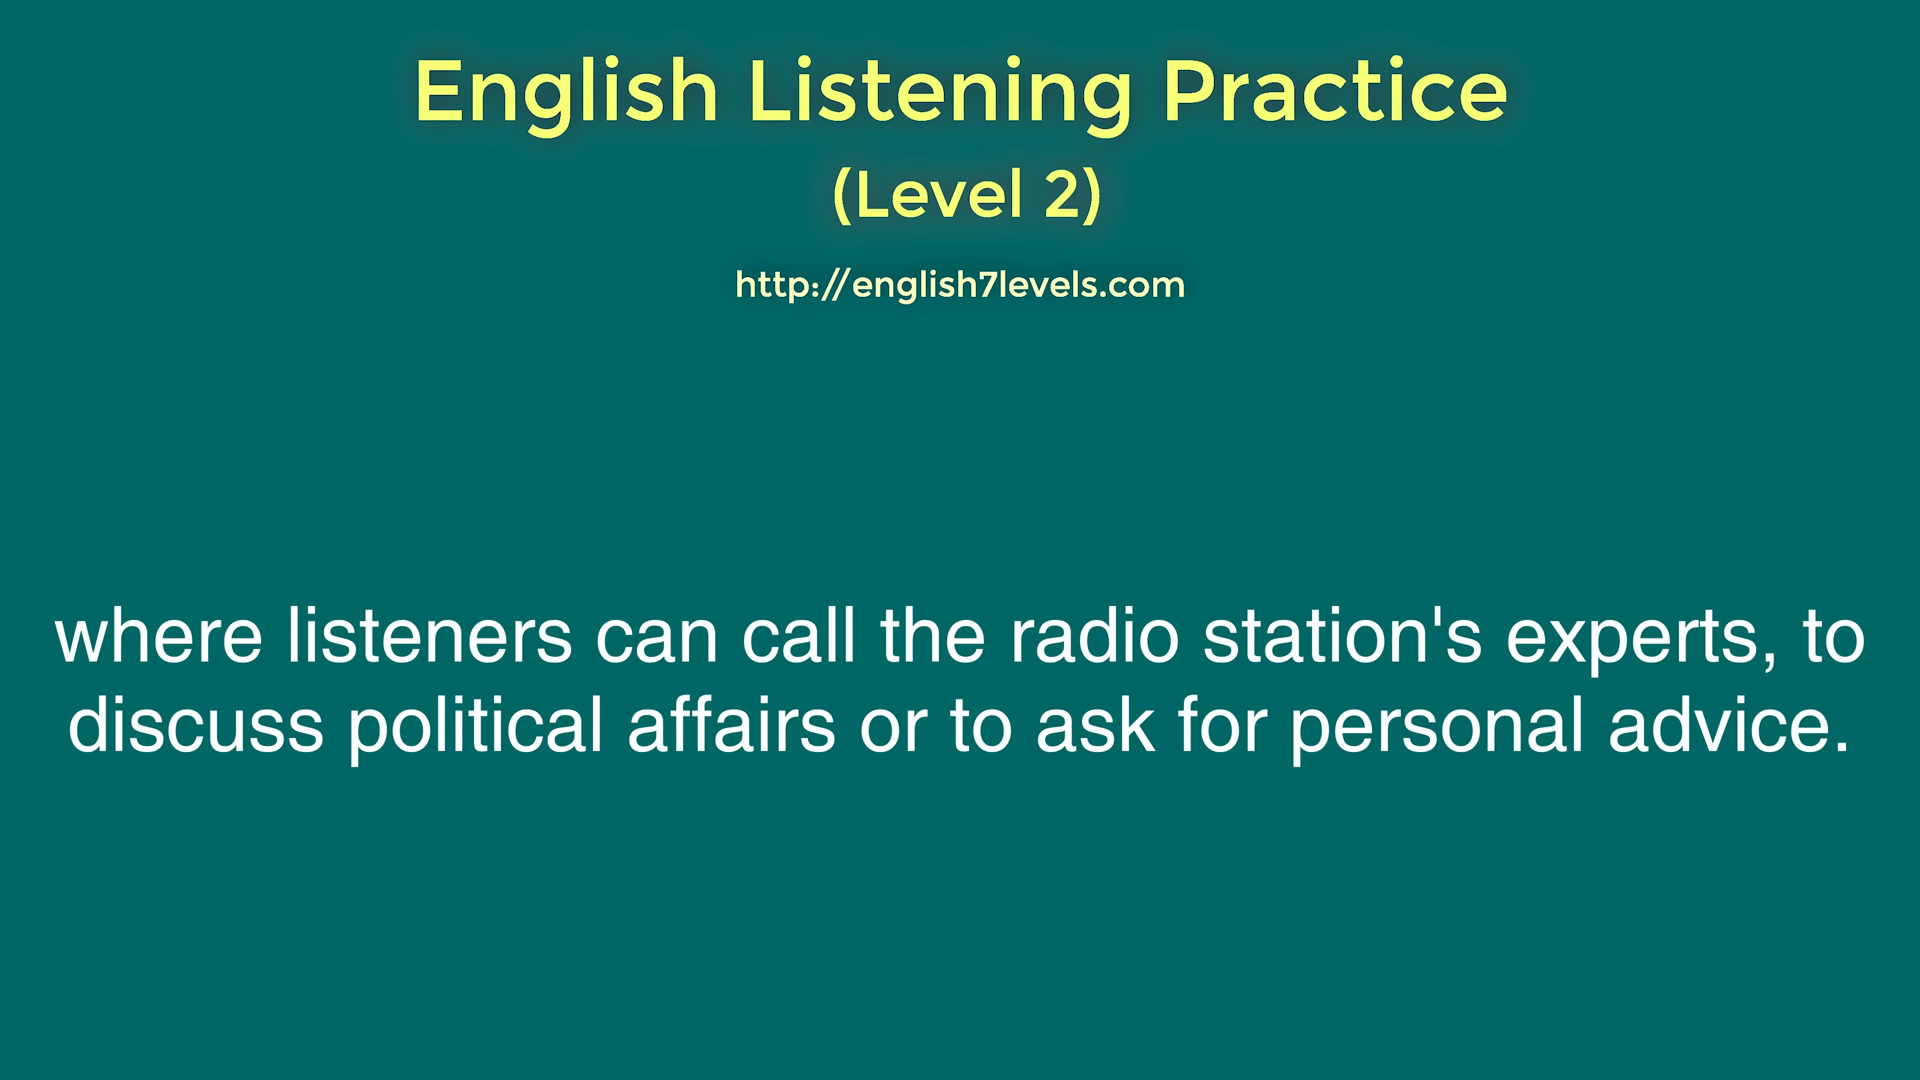 English Listening Practice
(Level 2)
http://english7levels.com
where listeners can call the radio station's experts, to
discuss political affairs or to ask for personal advice.